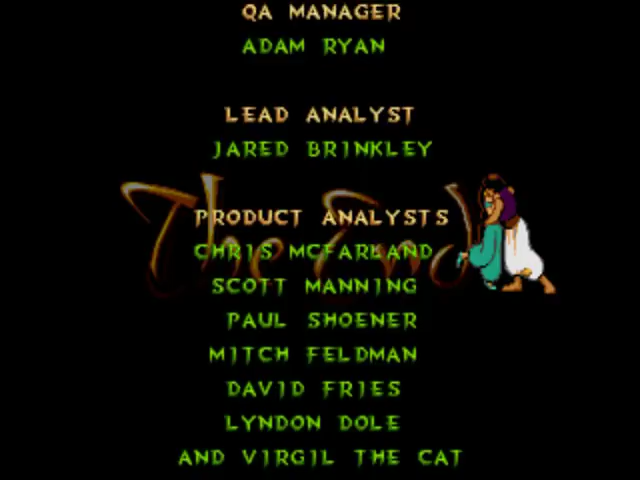 QA MANAGER
ADAM RYAN
LEAD ANALYST
JARED BRINKLEY
The End
PRODUCT ANALYSTS
CHRIS MCFARLAND
SCOTT MANNING
PAUL SHOENER
MITCH FELDMAN
DAVID FRIES
LYNDON DOLE
AND VIRGIL THE CAT